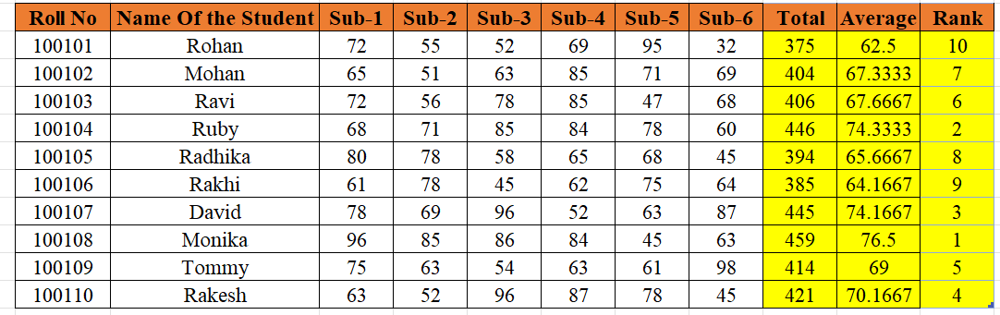 Roll No Name Of the Student Sub-1 Sub-2 Sub-3 Sub-4 Sub-5 Sub-6 Total Average Rank
100101 Rohan 72 55 52 69 95 32 375 62.5 10
100102 Mohan 65 51 63 85 71 69 404 67.3333 7
100103 Ravi 72 56 78 85 47 68 406 67.6667 6
100104 Ruby 68 71 85 84 78 60 446 74.3333 2
100105 Radhika 80 78 58 65 68 45 394 65.6667 8
100106 Rakhi 61 78 45 62 75 64 385 64.1667 9
100107 David 78 69 96 52 63 87 445 74.1667 3
100108 Monika 96 85 86 84 45 63 459 76.5 1
100109 Tommy 75 63 54 63 61 98 414 69 5
100110 Rakesh 63 52 96 87 78 45 421 70.1667 4